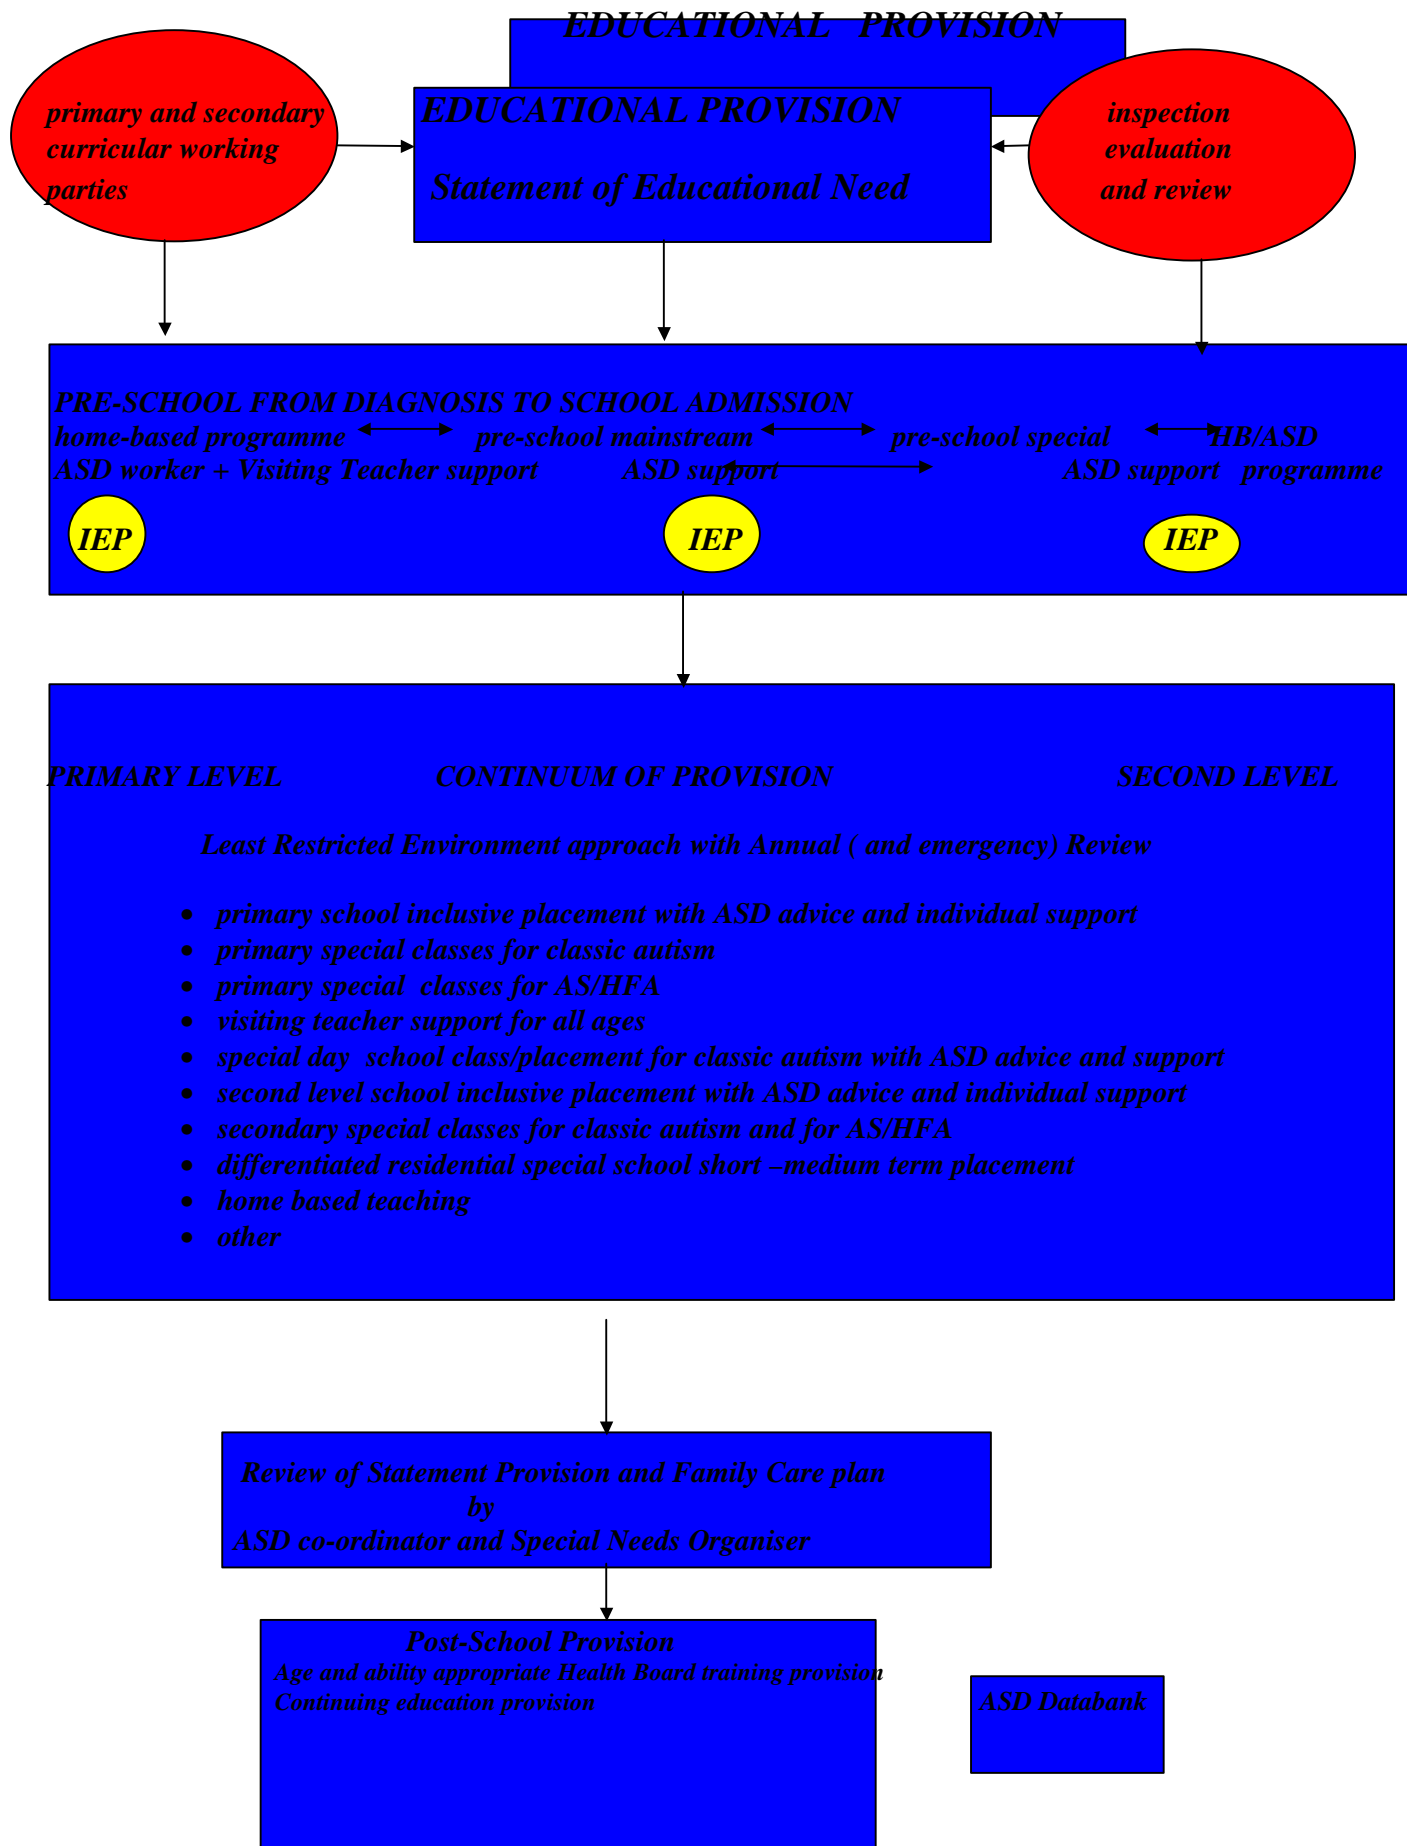 EDUCATIONAL PROVISION
primary and secondary
curricular working
parties
EDUCATIONAL PROVISION
Statement of Educational Need
inspection
evaluation
and review
PRE-SCHOOL FROM DIAGNOSIS TO SCHOOL ADMISSION
home-based programme pre-school mainstream pre-school special HB/ASD
ASD worker + Visiting Teacher support ASD support ASD support programme
IEP IEP IEP
PRIMARY LEVEL CONTINUUM OF PROVISION SECOND LEVEL
Least Restricted Environment approach with Annual ( and emergency) Review
• primary school inclusive placement with ASD advice and individual support
• primary special classes for classic autism
• primary special classes for AS/HFA
• visiting teacher support for all ages
• special day school class/placement for classic autism with ASD advice and support
• second level school inclusive placement with ASD advice and individual support
• secondary special classes for classic autism and for AS/HFA
• differentiated residential special school short –medium term placement
• home based teaching
• other
Review of Statement Provision and Family Care plan
by
ASD co-ordinator and Special Needs Organiser
Post-School Provision
Age and ability appropriate Health Board training provision
Continuing education provision
ASD Databank